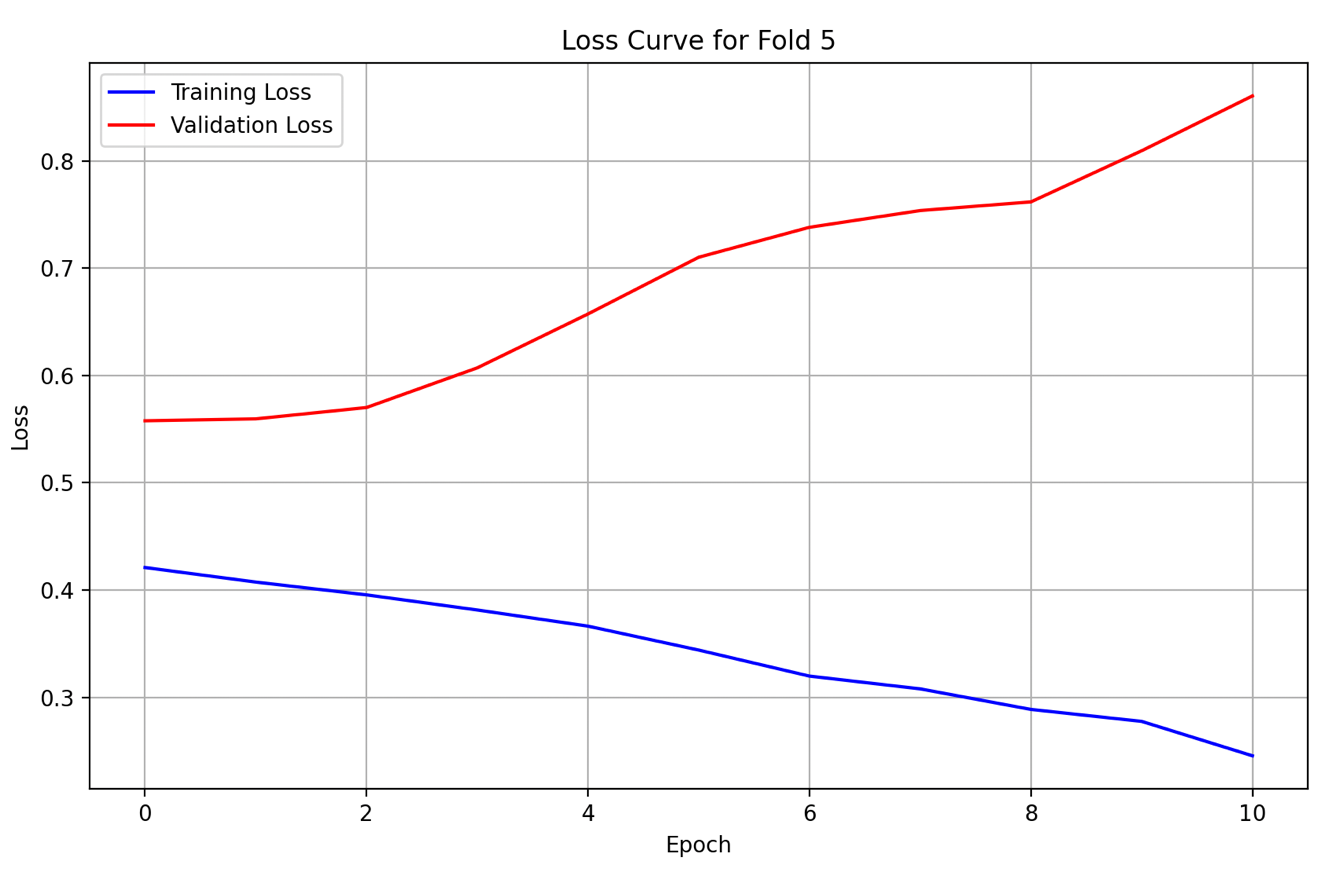 Loss Curve for Fold 5
Training Loss
Validation Loss
0.8
0.7
0.6
0.5
0.4
0.3
Loss
0 2 4 6 8 10
Epoch